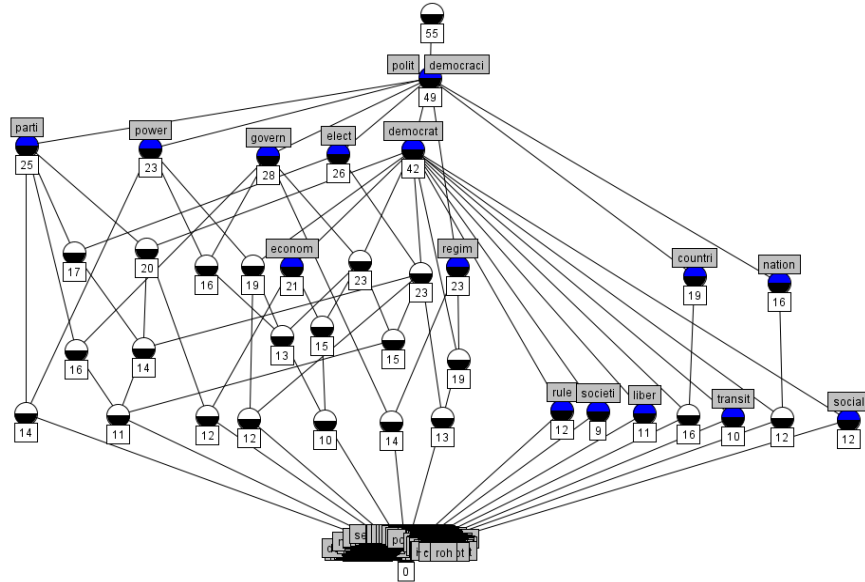 55
polit democraci
49
parti power govern elect democrat
25 23 28 26 42
econom regim countri nation
17 20 16 19 21 23 23 23 19 16
16 14 13 15 15 19
rule societi liber transit social
14 11 12 12 10 14 13 12 9 11 16 10 12 12
0